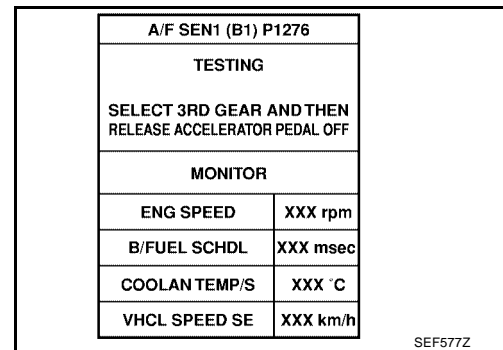 A/F SEN1 (B1) P1276
TESTING
SELECT 3RD GEAR AND THEN
RELEASE ACCELERATOR PEDAL OFF
MONITOR
ENG SPEED XXX rpm
B/FUEL SCHDL XXX msec
COOLAN TEMP/S XXX °C
VHCL SPEED SE XXX km/h
SEF577Z